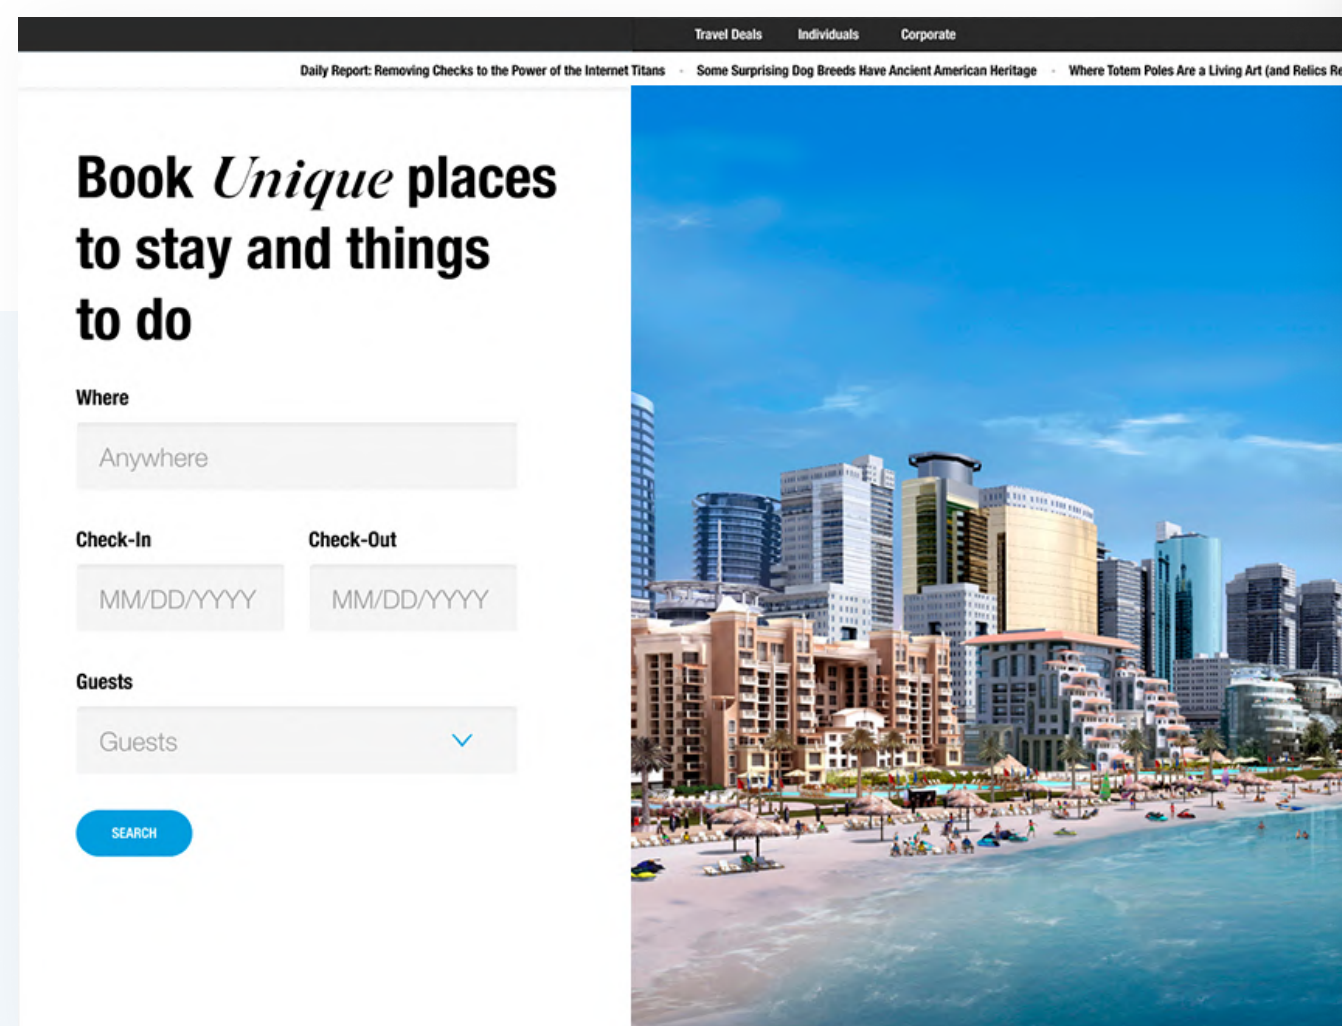 Travel Deals Individuals Corporate
Daily Report: Removing Checks to the Power of the Internet Titans - Some Surprising Dog Breeds Have Ancient American Heritage - Where Totem Poles Are a Living Art (and Relics Re
Book Unique places
to stay and things
to do
Where
Anywhere
Check-In Check-Out
MM/DD/YYYY MM/DD/YYYY
Guests
Guests
SEARCH